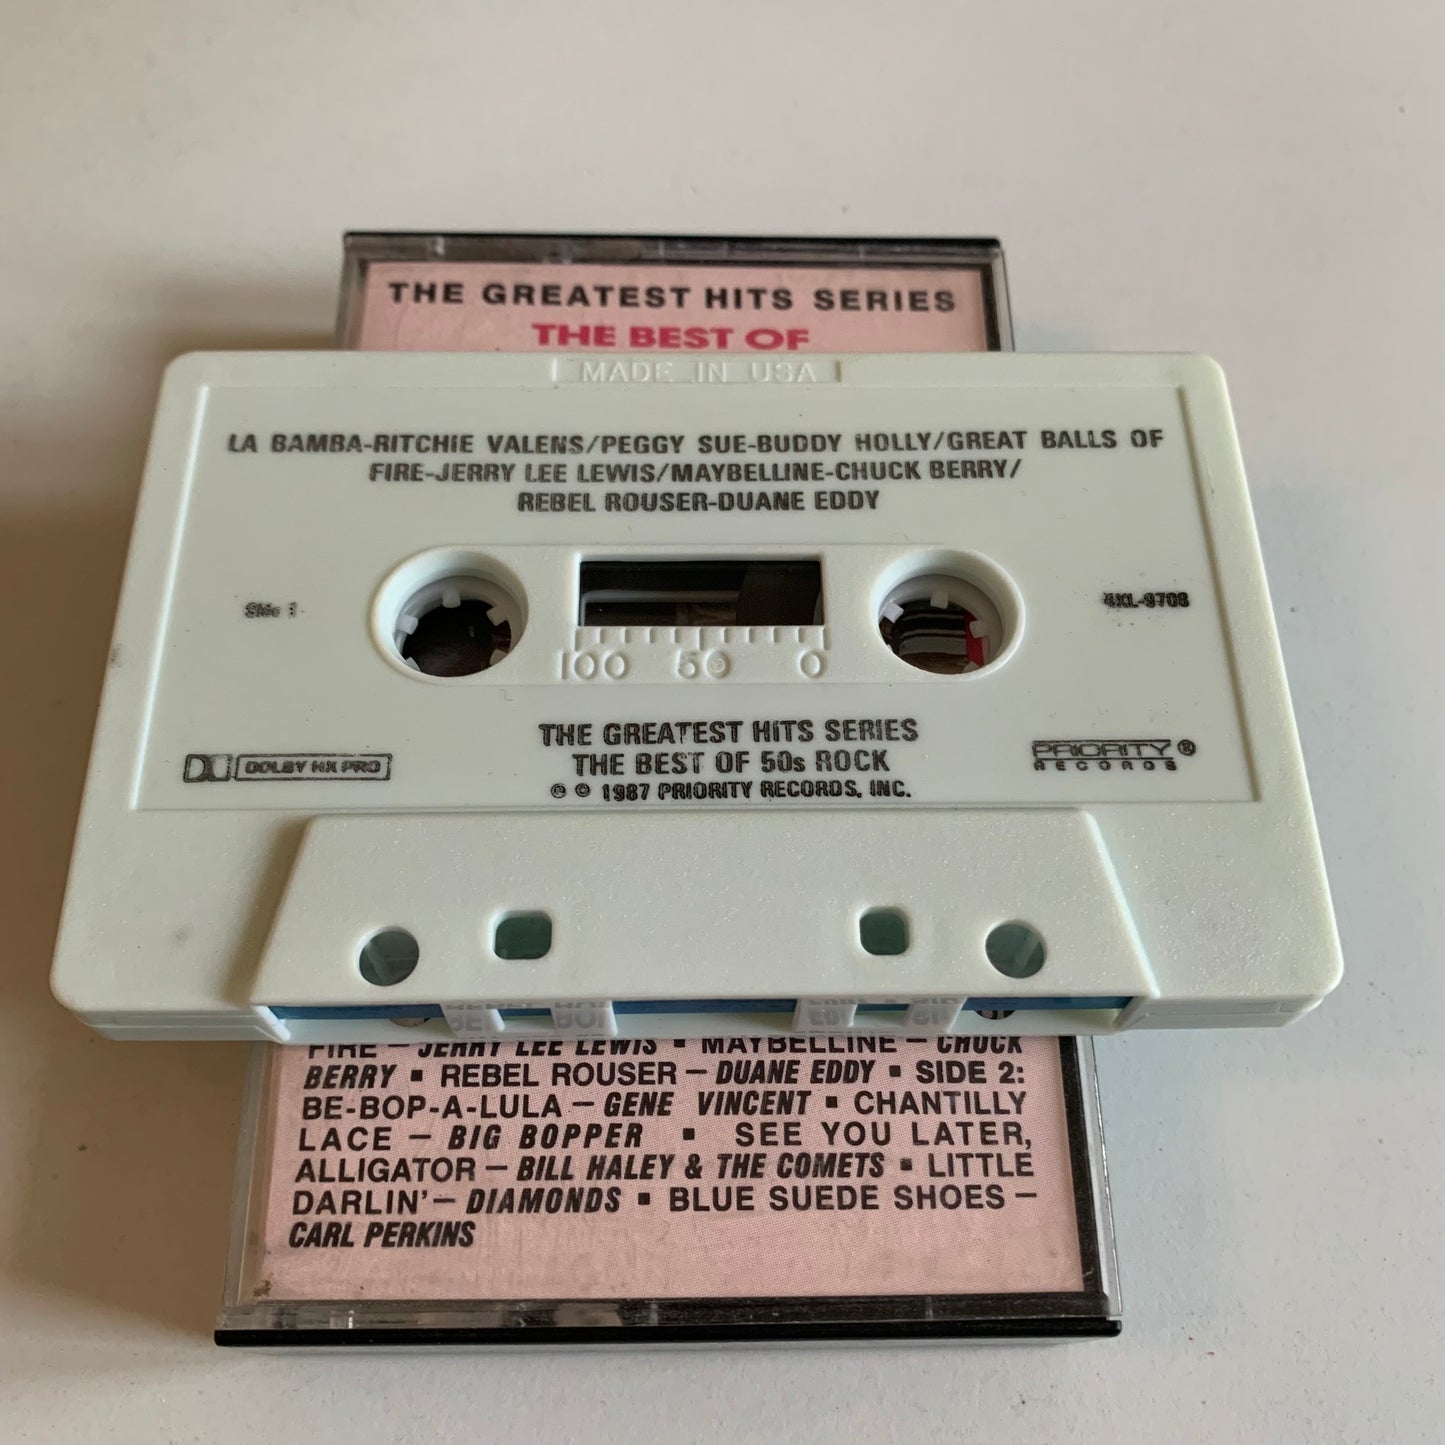 THE GREATEST HITS SERIES
THE BEST OF
MADE IN USA
LA BAMBA-RITCHIE VALENS/PEGGY SUE-BUDDY HOLLY/GREAT BALLS OF
FIRE-JERRY LEE LEWIS/MAYBELLINE-CHUCK BERRY/
REBEL ROUSER-DUANE EDDY
Side 1
4XL-9708
100 50 0
THE GREATEST HITS SERIES
THE BEST OF 50s ROCK
℗ © 1987 PRIORITY RECORDS, INC.
DOLBY HX PRO
PRIORITY®
RECORDS
FIRE – JERRY LEE LEWIS ▪ MAYBELLINE – CHUCK
BERRY ▪ REBEL ROUSER – DUANE EDDY ▪ SIDE 2:
BE-BOP-A-LULA – GENE VINCENT ▪ CHANTILLY
LACE – BIG BOPPER ▪ SEE YOU LATER,
ALLIGATOR – BILL HALEY & THE COMETS ▪ LITTLE
DARLIN' – DIAMONDS ▪ BLUE SUEDE SHOES –
CARL PERKINS